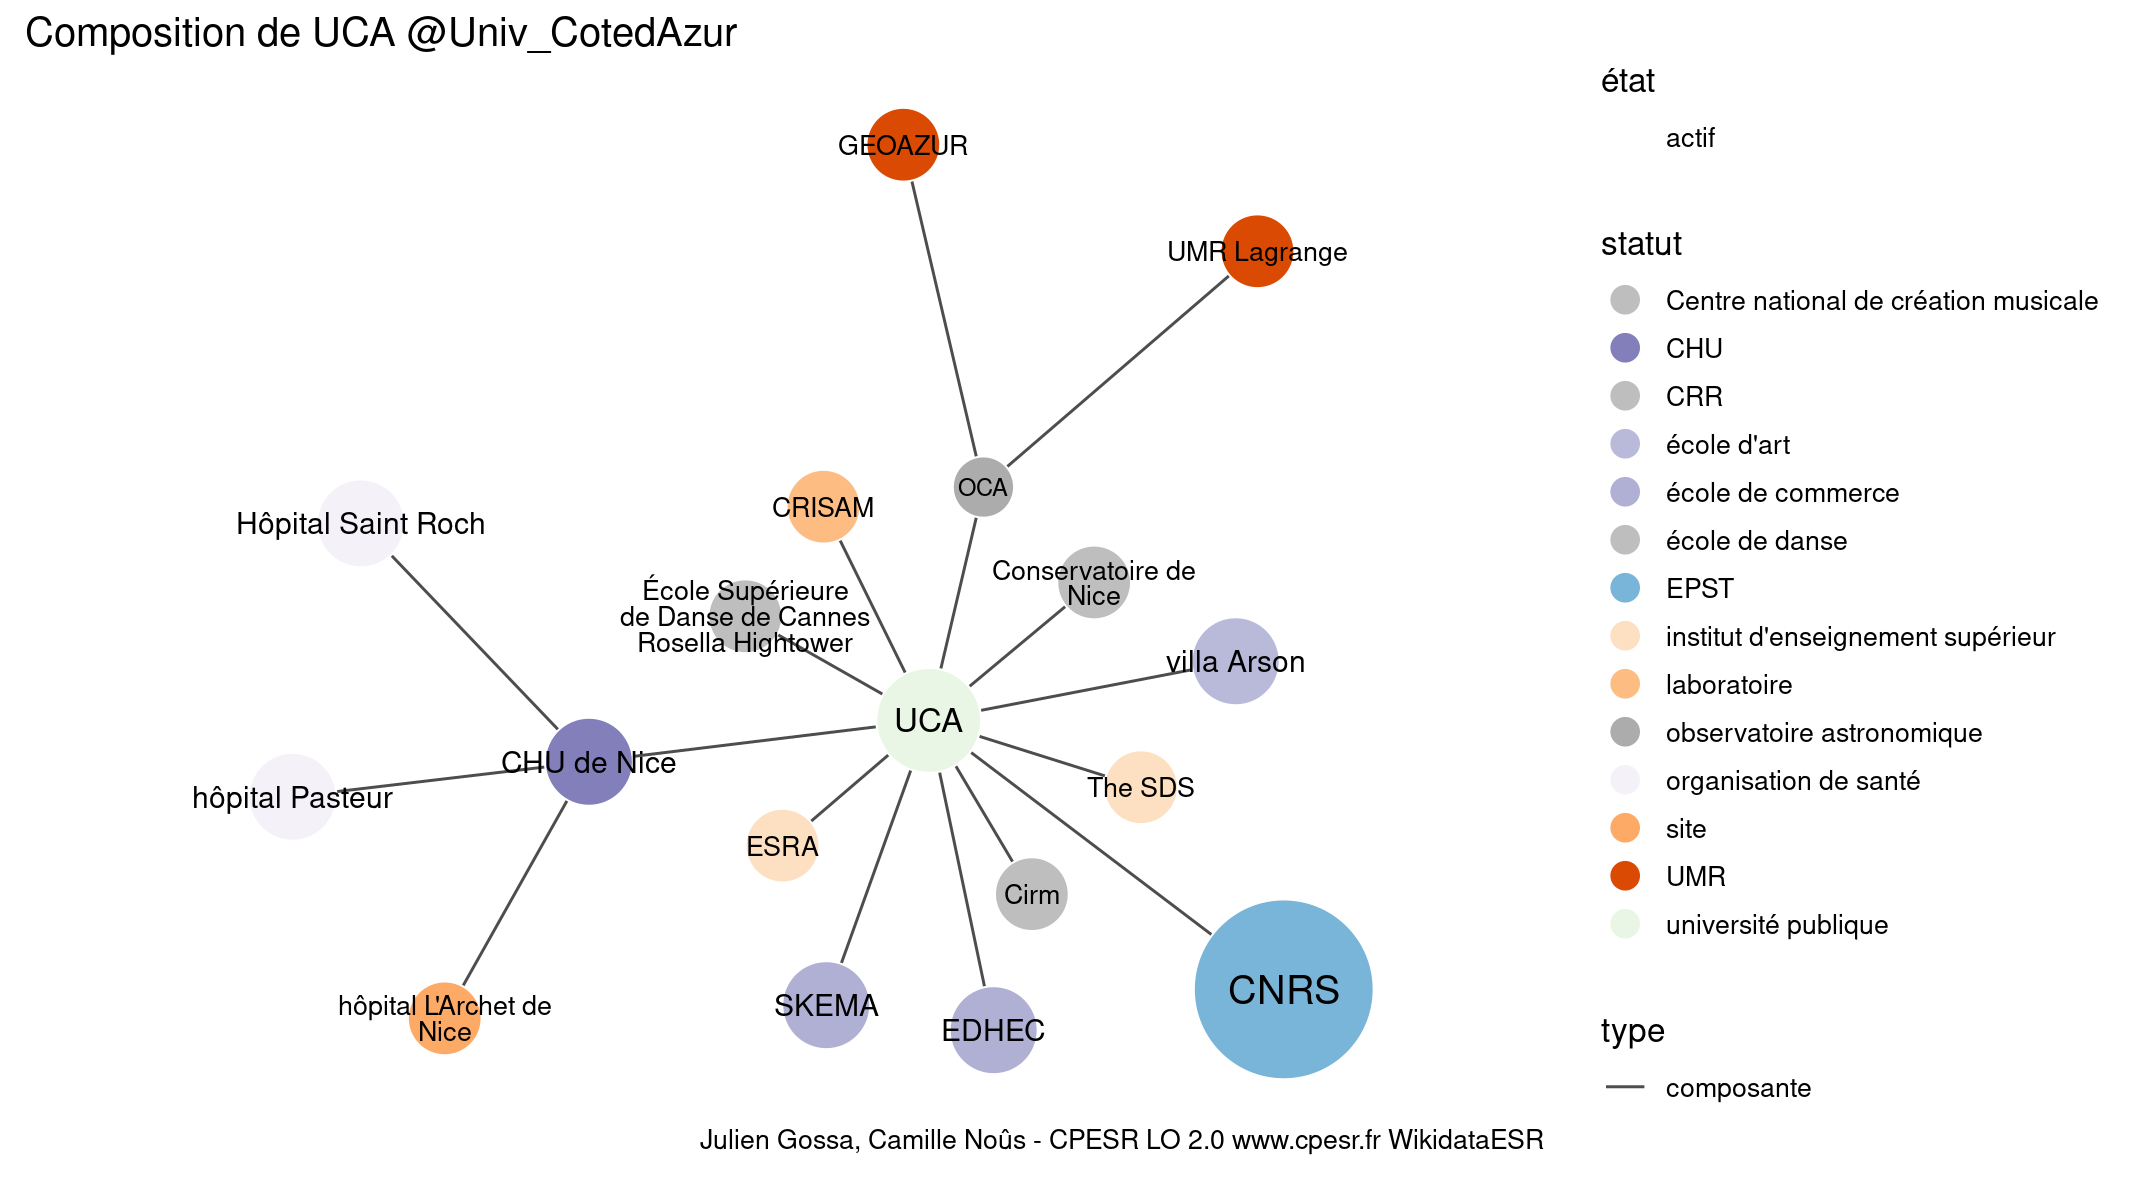 Composition de UCA @Univ_CotedAzur
GEOAZUR
UMR Lagrange
OCA
CRISAM
Hôpital Saint Roch
École Supérieure
de Danse de Cannes
Rosella Hightower
Conservatoire de
Nice
villa Arson
UCA
CHU de Nice
hôpital Pasteur
The SDS
ESRA
Cirm
CNRS
SKEMA
EDHEC
hôpital L'Archet de
Nice
état
actif
statut
Centre national de création musicale
CHU
CRR
école d'art
école de commerce
école de danse
EPST
institut d'enseignement supérieur
laboratoire
observatoire astronomique
organisation de santé
site
UMR
université publique
type
composante
Julien Gossa, Camille Noûs - CPESR LO 2.0 www.cpesr.fr WikidataESR